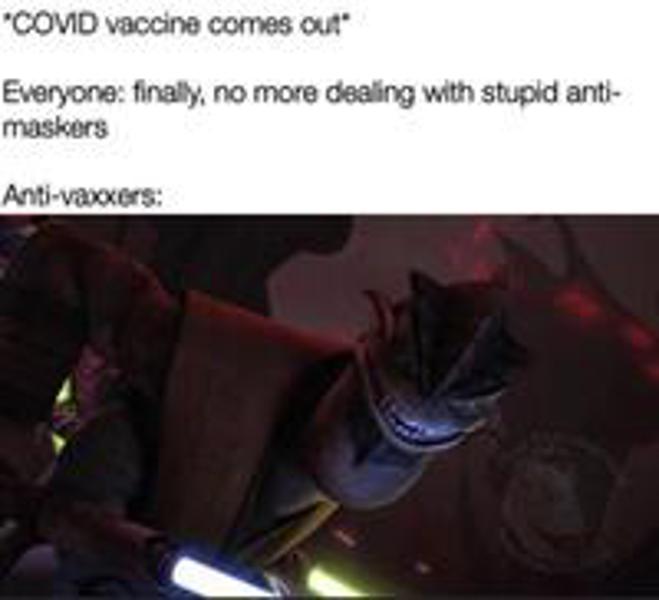 *COVID vaccine comes out*
Everyone: finally, no more dealing with stupid anti-
maskers
Anti-vaxxers: